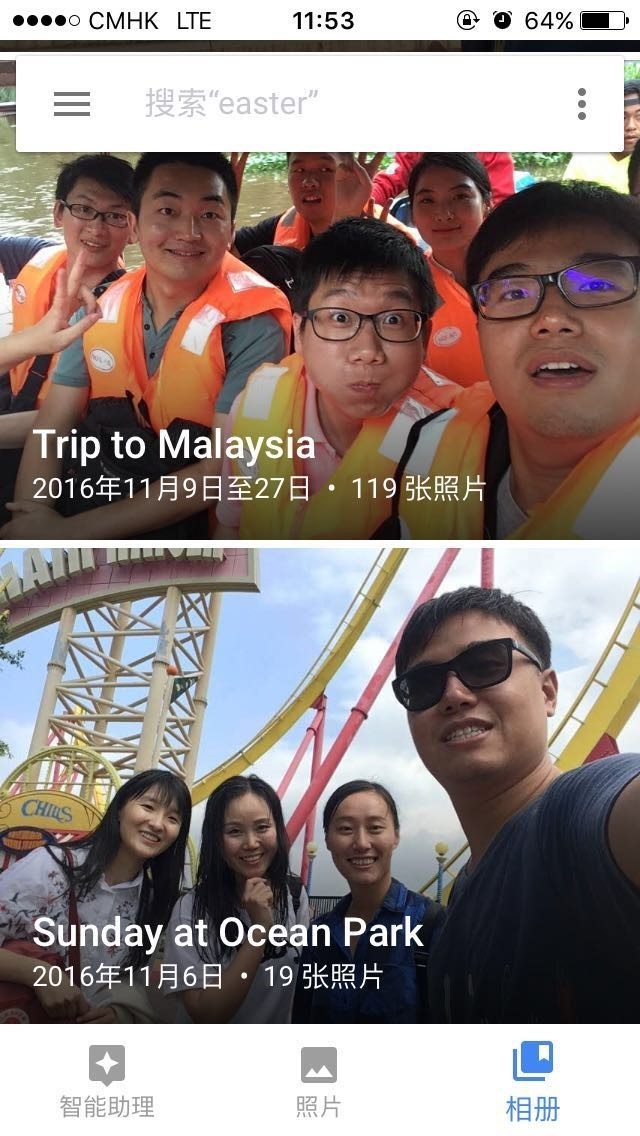 CMHK LTE 11:53 64%
搜索“easter”
Trip to Malaysia
2016年11月9日至27日 • 119 张照片
CHILLS
Sunday at Ocean Park
2016年11月6日 • 19 张照片
智能助理 照片 相册